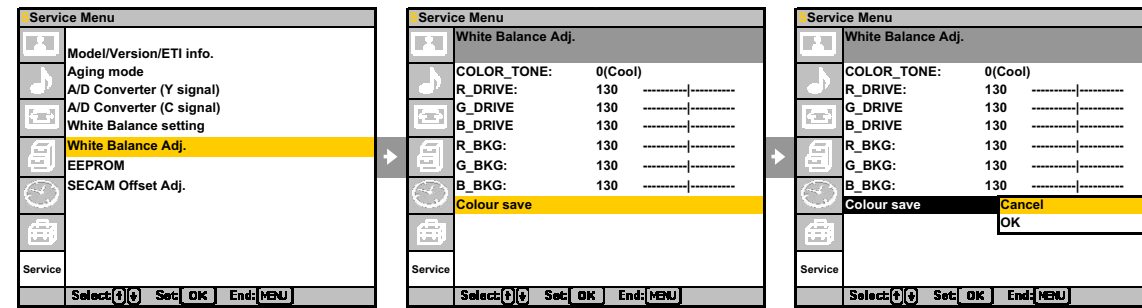 Service Menu
Model/Version/ETI info.
Aging mode
A/D Converter (Y signal)
A/D Converter (C signal)
White Balance setting
White Balance Adj.
EEPROM
SECAM Offset Adj.
Service
Select: Set: OK End: MENU
Service Menu
White Balance Adj.
COLOR_TONE: 0(Cool)
R_DRIVE: 130 ----------|----------
G_DRIVE 130 ----------|----------
B_DRIVE 130 ----------|----------
R_BKG: 130 ----------|----------
G_BKG: 130 ----------|----------
B_BKG: 130 ----------|----------
Colour save
Service
Select: Set: OK End: MENU
Service Menu
White Balance Adj.
COLOR_TONE: 0(Cool)
R_DRIVE: 130 ----------|----------
G_DRIVE 130 ----------|----------
B_DRIVE 130 ----------|----------
R_BKG: 130 ----------|----------
G_BKG: 130 ----------|----------
B_BKG: 130 ----------|----------
Colour save Cancel
OK
Service
Select: Set: OK End: MENU